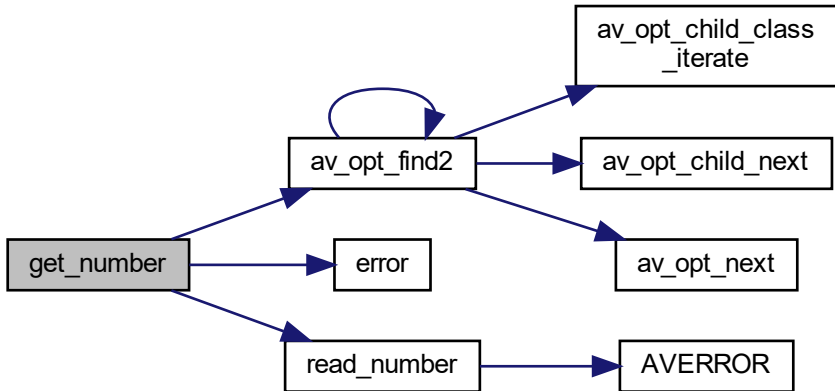 av_opt_child_class
_iterate
av_opt_find2
av_opt_child_next
get_number
error
av_opt_next
read_number
AVERROR